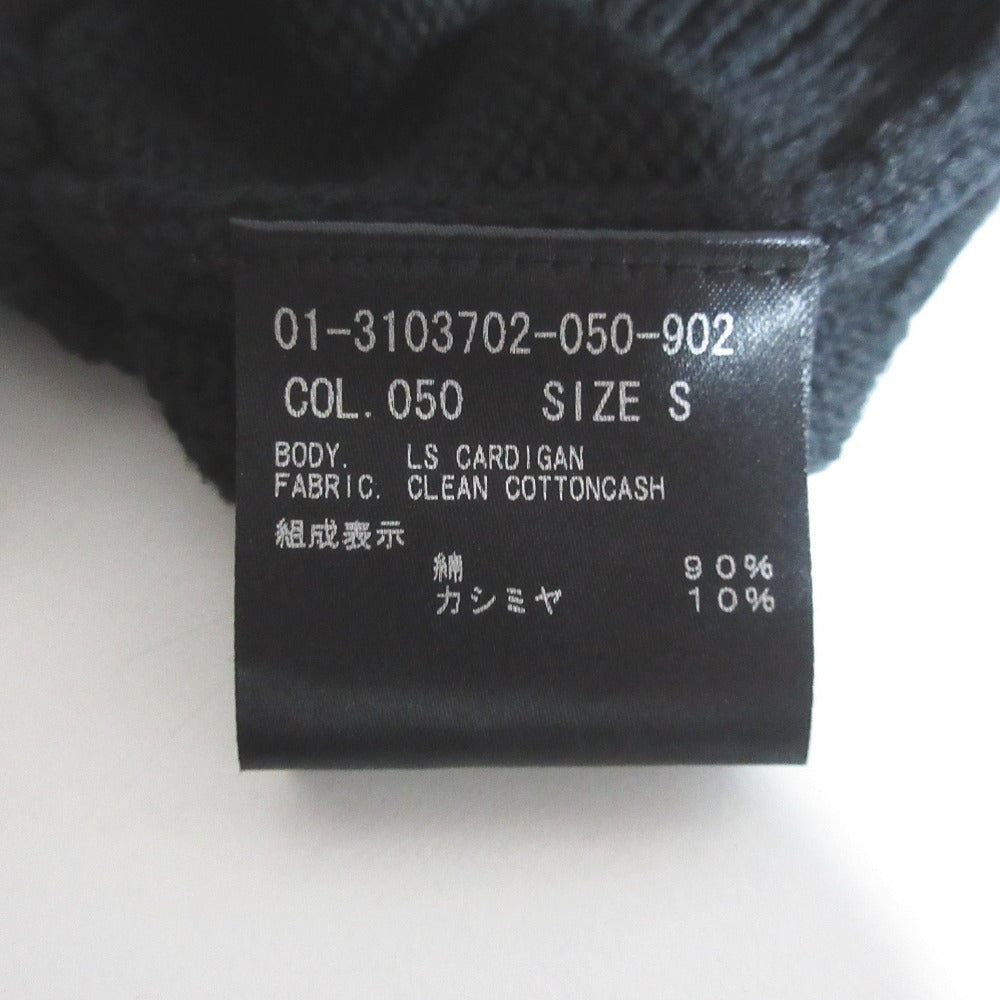 01-3103702-050-902
COL. 050 SIZE S
BODY. LS CARDIGAN
FABRIC. CLEAN COTTONCASH
組成表示
綿 90%
カシミヤ 10%